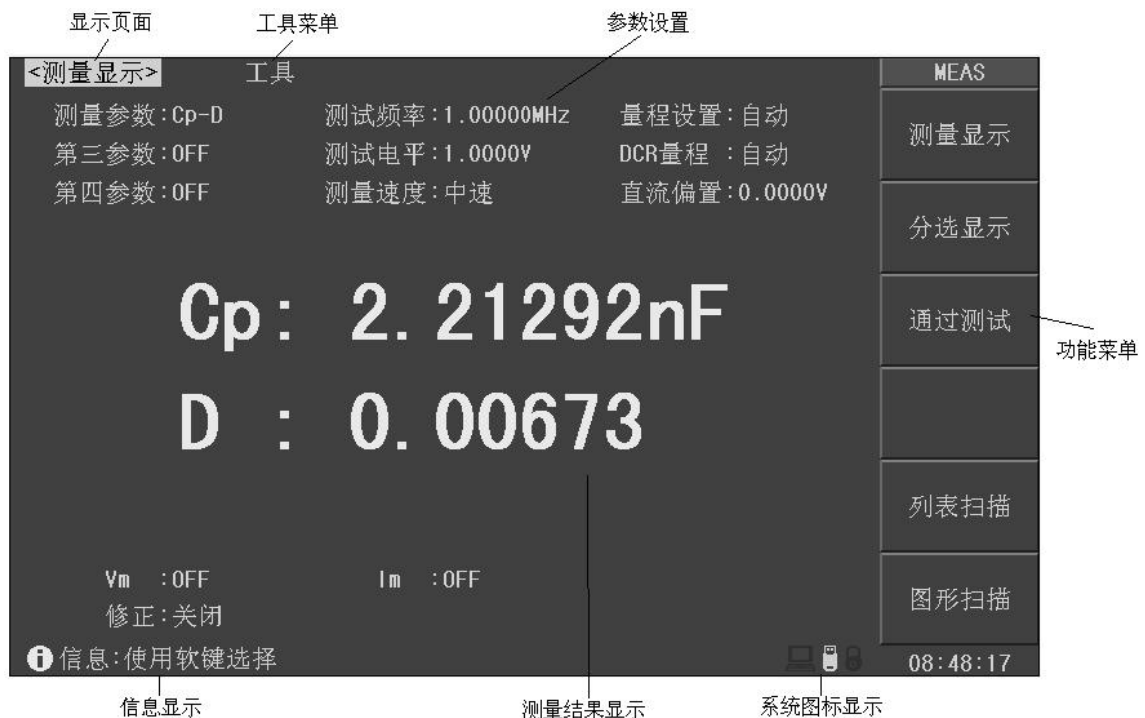 显示页面 工具菜单 参数设置
<测量显示> 工具 MEAS
测量参数:Cp-D 测试频率:1.00000MHz 量程设置:自动
第三参数:OFF 测试电平:1.0000V DCR量程 :自动
第四参数:OFF 测量速度:中速 直流偏置:0.0000V
测量显示
分选显示
Cp: 2.21292nF
通过测试
功能菜单
D : 0.00673
列表扫描
Vm :OFF Im :OFF
图形扫描
修正:关闭
信息:使用软键选择 08:48:17
信息显示 测量结果显示 系统图标显示